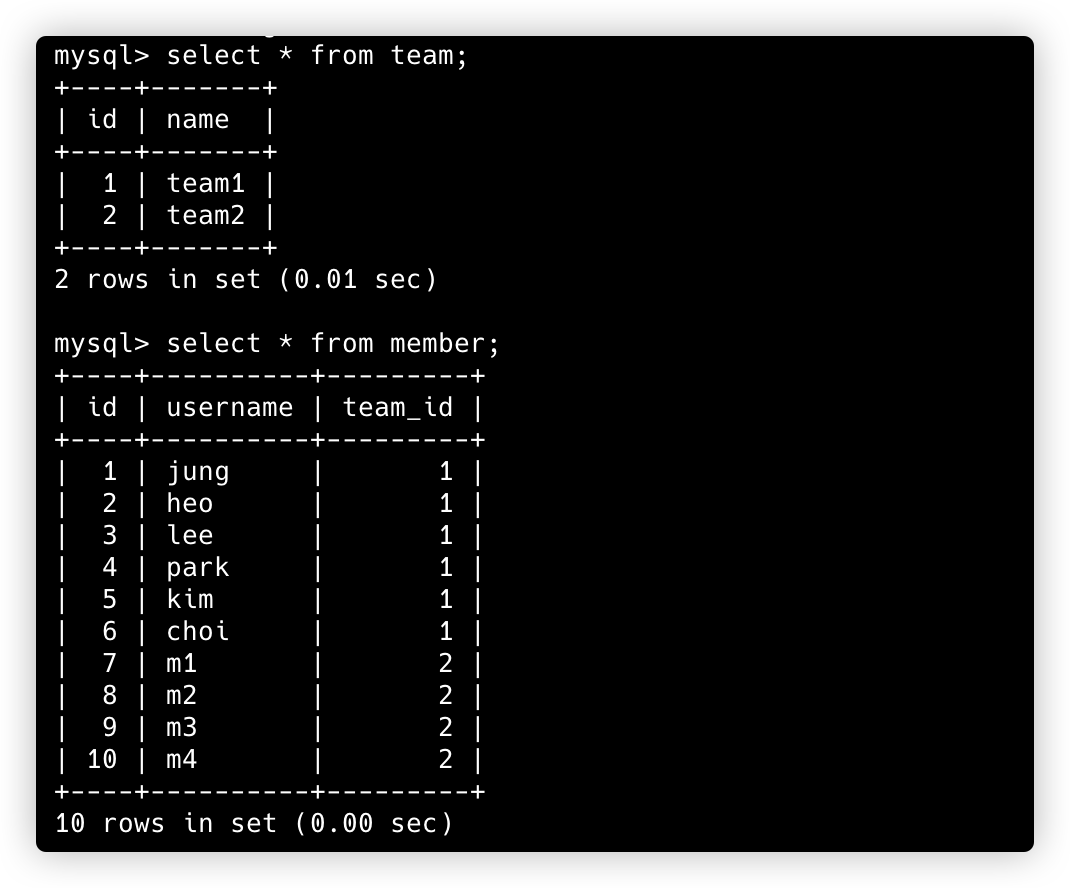 mysql> select * from team;
+----+-------+
| id | name  |
+----+-------+
|  1 | team1 |
|  2 | team2 |
+----+-------+
2 rows in set (0.01 sec)

mysql> select * from member;
+----+----------+---------+
| id | username | team_id |
+----+----------+---------+
|  1 | jung     |       1 |
|  2 | heo      |       1 |
|  3 | lee      |       1 |
|  4 | park     |       1 |
|  5 | kim      |       1 |
|  6 | choi     |       1 |
|  7 | m1       |       2 |
|  8 | m2       |       2 |
|  9 | m3       |       2 |
| 10 | m4       |       2 |
+----+----------+---------+
10 rows in set (0.00 sec)